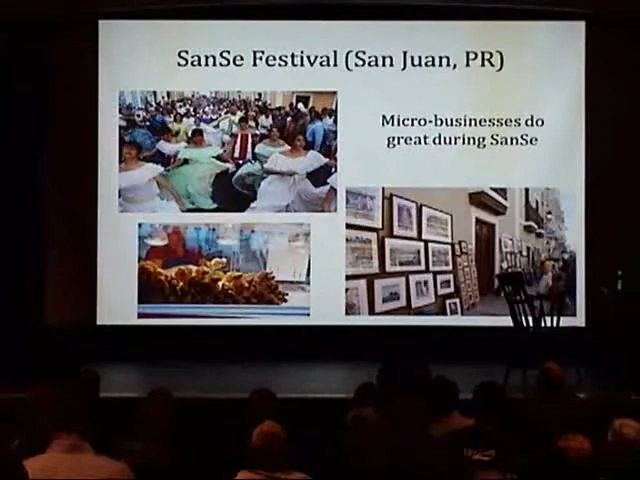 SanSe Festival (San Juan, PR)
Micro-businesses do
great during SanSe